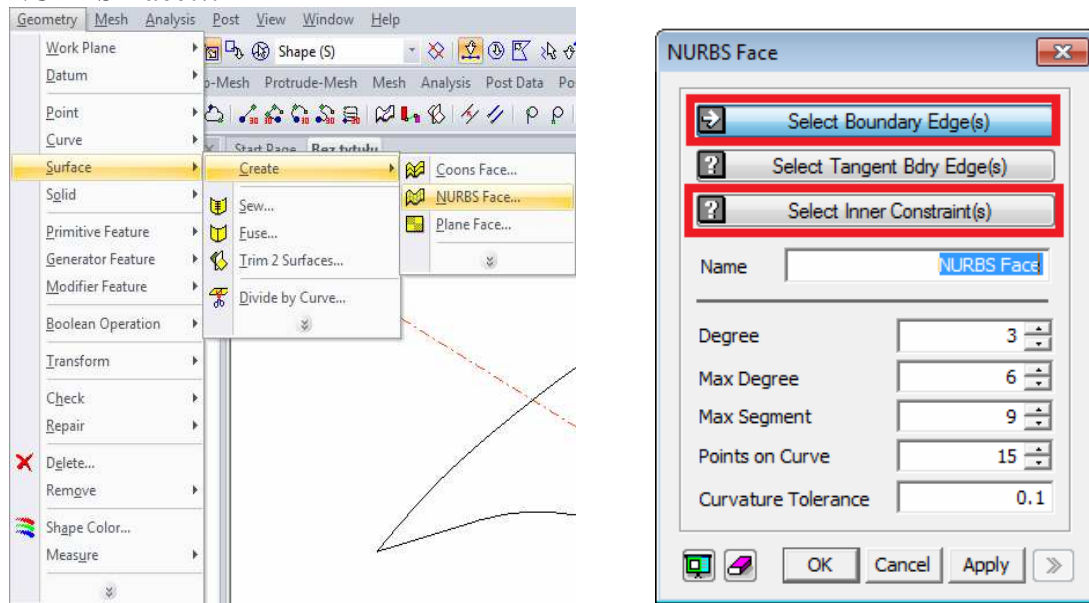 Geometry Mesh Analysis Post View Window Help
Work Plane
Shape (S)
Datum
Protrude-Mesh Mesh Analysis Post Data
Point
Curve
Start Page Bez tytułu
Surface
Create
Coons Face...
Solid
Sew...
NURBS Face...
Primitive Feature
Fuse...
Plane Face...
Generator Feature
Trim 2 Surfaces...
Modifier Feature
Divide by Curve...
Boolean Operation
Transform
Check
Repair
Delete...
Remove
Shape Color...
Measure
NURBS Face
Select Boundary Edge(s)
Select Tangent Bdry Edge(s)
Select Inner Constraint(s)
Name NURBS Face
Degree 3
Max Degree 6
Max Segment 9
Points on Curve 15
Curvature Tolerance 0.1
OK Cancel Apply